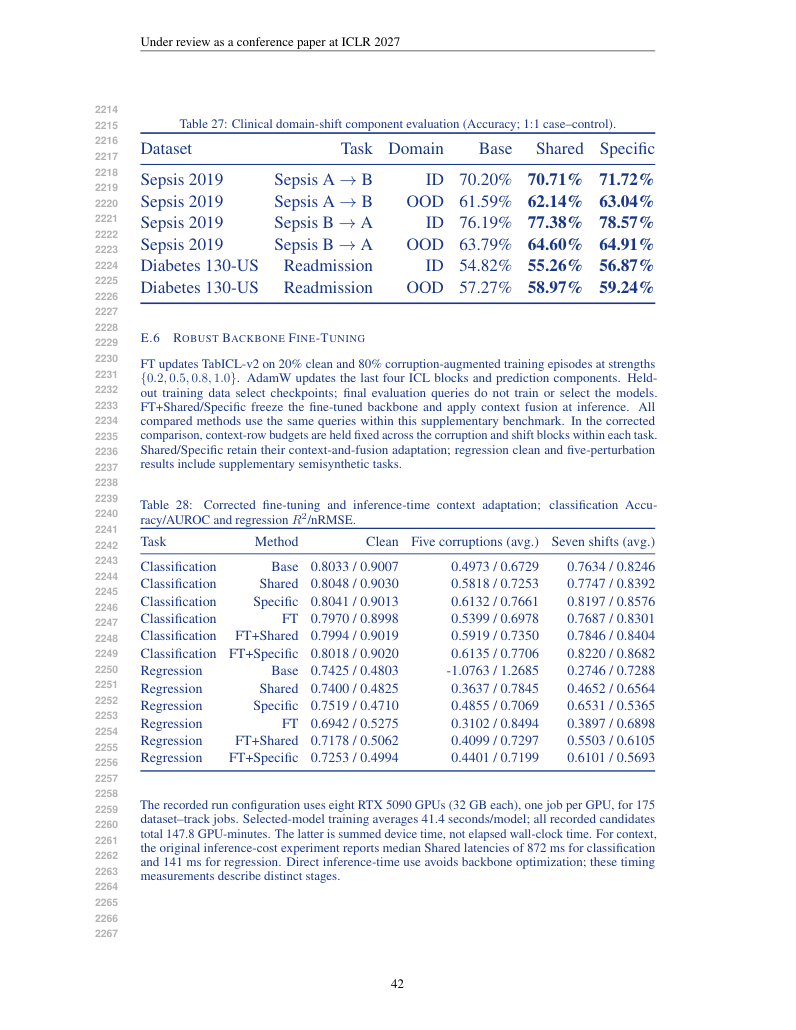 Under review as a conference paper at ICLR 2027
2214
2215
2216
2217
2218
2219
2220
2221
2222
2223
2224
2225
2226
2227
2228
2229
2230
2231
2232
2233
2234
2235
2236
2237
2238
2239
2240
2241
2242
2243
2244
2245
2246
2247
2248
2249
2250
2251
2252
2253
2254
2255
2256
2257
2258
2259
2260
2261
2262
2263
2264
2265
2266
2267
Table 27: Clinical domain-shift component evaluation (Accuracy; 1:1 case–control).
Dataset Task Domain Base Shared Specific
Sepsis 2019 Sepsis A → B ID 70.20% 70.71% 71.72%
Sepsis 2019 Sepsis A → B OOD 61.59% 62.14% 63.04%
Sepsis 2019 Sepsis B → A ID 76.19% 77.38% 78.57%
Sepsis 2019 Sepsis B → A OOD 63.79% 64.60% 64.91%
Diabetes 130-US Readmission ID 54.82% 55.26% 56.87%
Diabetes 130-US Readmission OOD 57.27% 58.97% 59.24%
E.6 ROBUST BACKBONE FINE-TUNING
FT updates TabICL-v2 on 20% clean and 80% corruption-augmented training episodes at strengths
{0.2, 0.5, 0.8, 1.0}. AdamW updates the last four ICL blocks and prediction components. Held-
out training data select checkpoints; final evaluation queries do not train or select the models.
FT+Shared/Specific freeze the fine-tuned backbone and apply context fusion at inference. All
compared methods use the same queries within this supplementary benchmark. In the corrected
comparison, context-row budgets are held fixed across the corruption and shift blocks within each task.
Shared/Specific retain their context-and-fusion adaptation; regression clean and five-perturbation
results include supplementary semisynthetic tasks.
Table 28: Corrected fine-tuning and inference-time context adaptation; classification Accu-
racy/AUROC and regression R²/nRMSE.
Task Method Clean Five corruptions (avg.) Seven shifts (avg.)
Classification Base 0.8033 / 0.9007 0.4973 / 0.6729 0.7634 / 0.8246
Classification Shared 0.8048 / 0.9030 0.5818 / 0.7253 0.7747 / 0.8392
Classification Specific 0.8041 / 0.9013 0.6132 / 0.7661 0.8197 / 0.8576
Classification FT 0.7970 / 0.8998 0.5399 / 0.6978 0.7687 / 0.8301
Classification FT+Shared 0.7994 / 0.9019 0.5919 / 0.7350 0.7846 / 0.8404
Classification FT+Specific 0.8018 / 0.9020 0.6135 / 0.7706 0.8220 / 0.8682
Regression Base 0.7425 / 0.4803 -1.0763 / 1.2685 0.2746 / 0.7288
Regression Shared 0.7400 / 0.4825 0.3637 / 0.7845 0.4652 / 0.6564
Regression Specific 0.7519 / 0.4710 0.4855 / 0.7069 0.6531 / 0.5365
Regression FT 0.6942 / 0.5275 0.3102 / 0.8494 0.3897 / 0.6898
Regression FT+Shared 0.7178 / 0.5062 0.4099 / 0.7297 0.5503 / 0.6105
Regression FT+Specific 0.7253 / 0.4994 0.4401 / 0.7199 0.6101 / 0.5693
The recorded run configuration uses eight RTX 5090 GPUs (32 GB each), one job per GPU, for 175
dataset–track jobs. Selected-model training averages 41.4 seconds/model; all recorded candidates
total 147.8 GPU-minutes. The latter is summed device time, not elapsed wall-clock time. For context,
the original inference-cost experiment reports median Shared latencies of 872 ms for classification
and 141 ms for regression. Direct inference-time use avoids backbone optimization; these timing
measurements describe distinct stages.
42